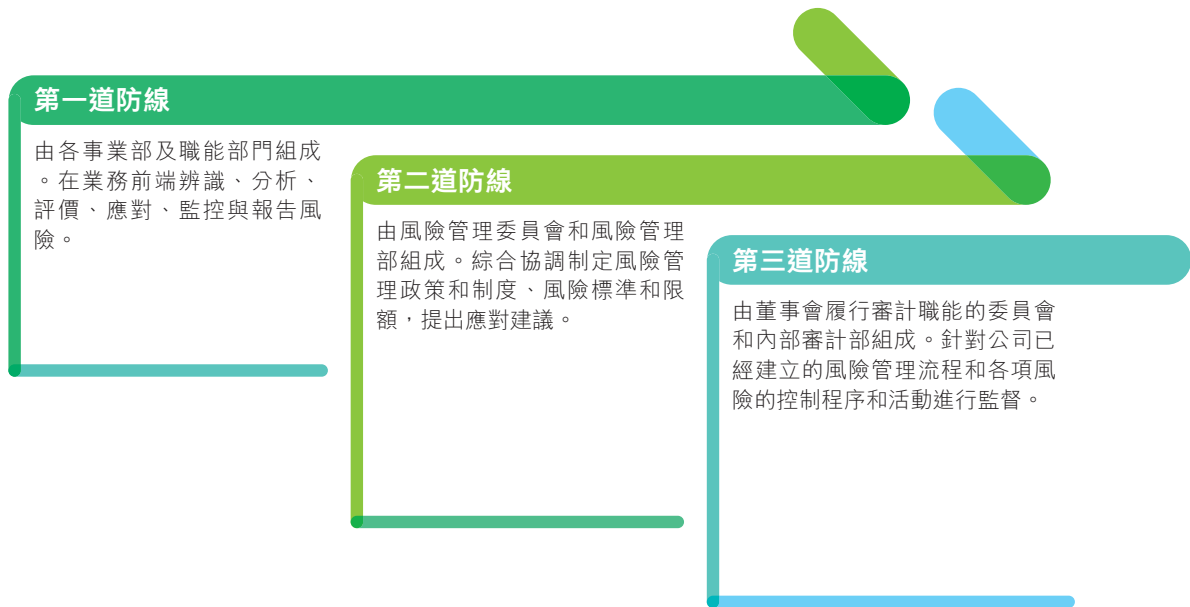 第一道防線
由各事業部及職能部門組成
。在業務前端辨識、分析、
評價、應對、監控與報告風
險。
第二道防線
由風險管理委員會和風險管理
部組成。綜合協調制定風險管
理政策和制度、風險標準和限
額，提出應對建議。
第三道防線
由董事會履行審計職能的委員會
和內部審計部組成。針對公司已
經建立的風險管理流程和各項風
險的控制程序和活動進行監督。